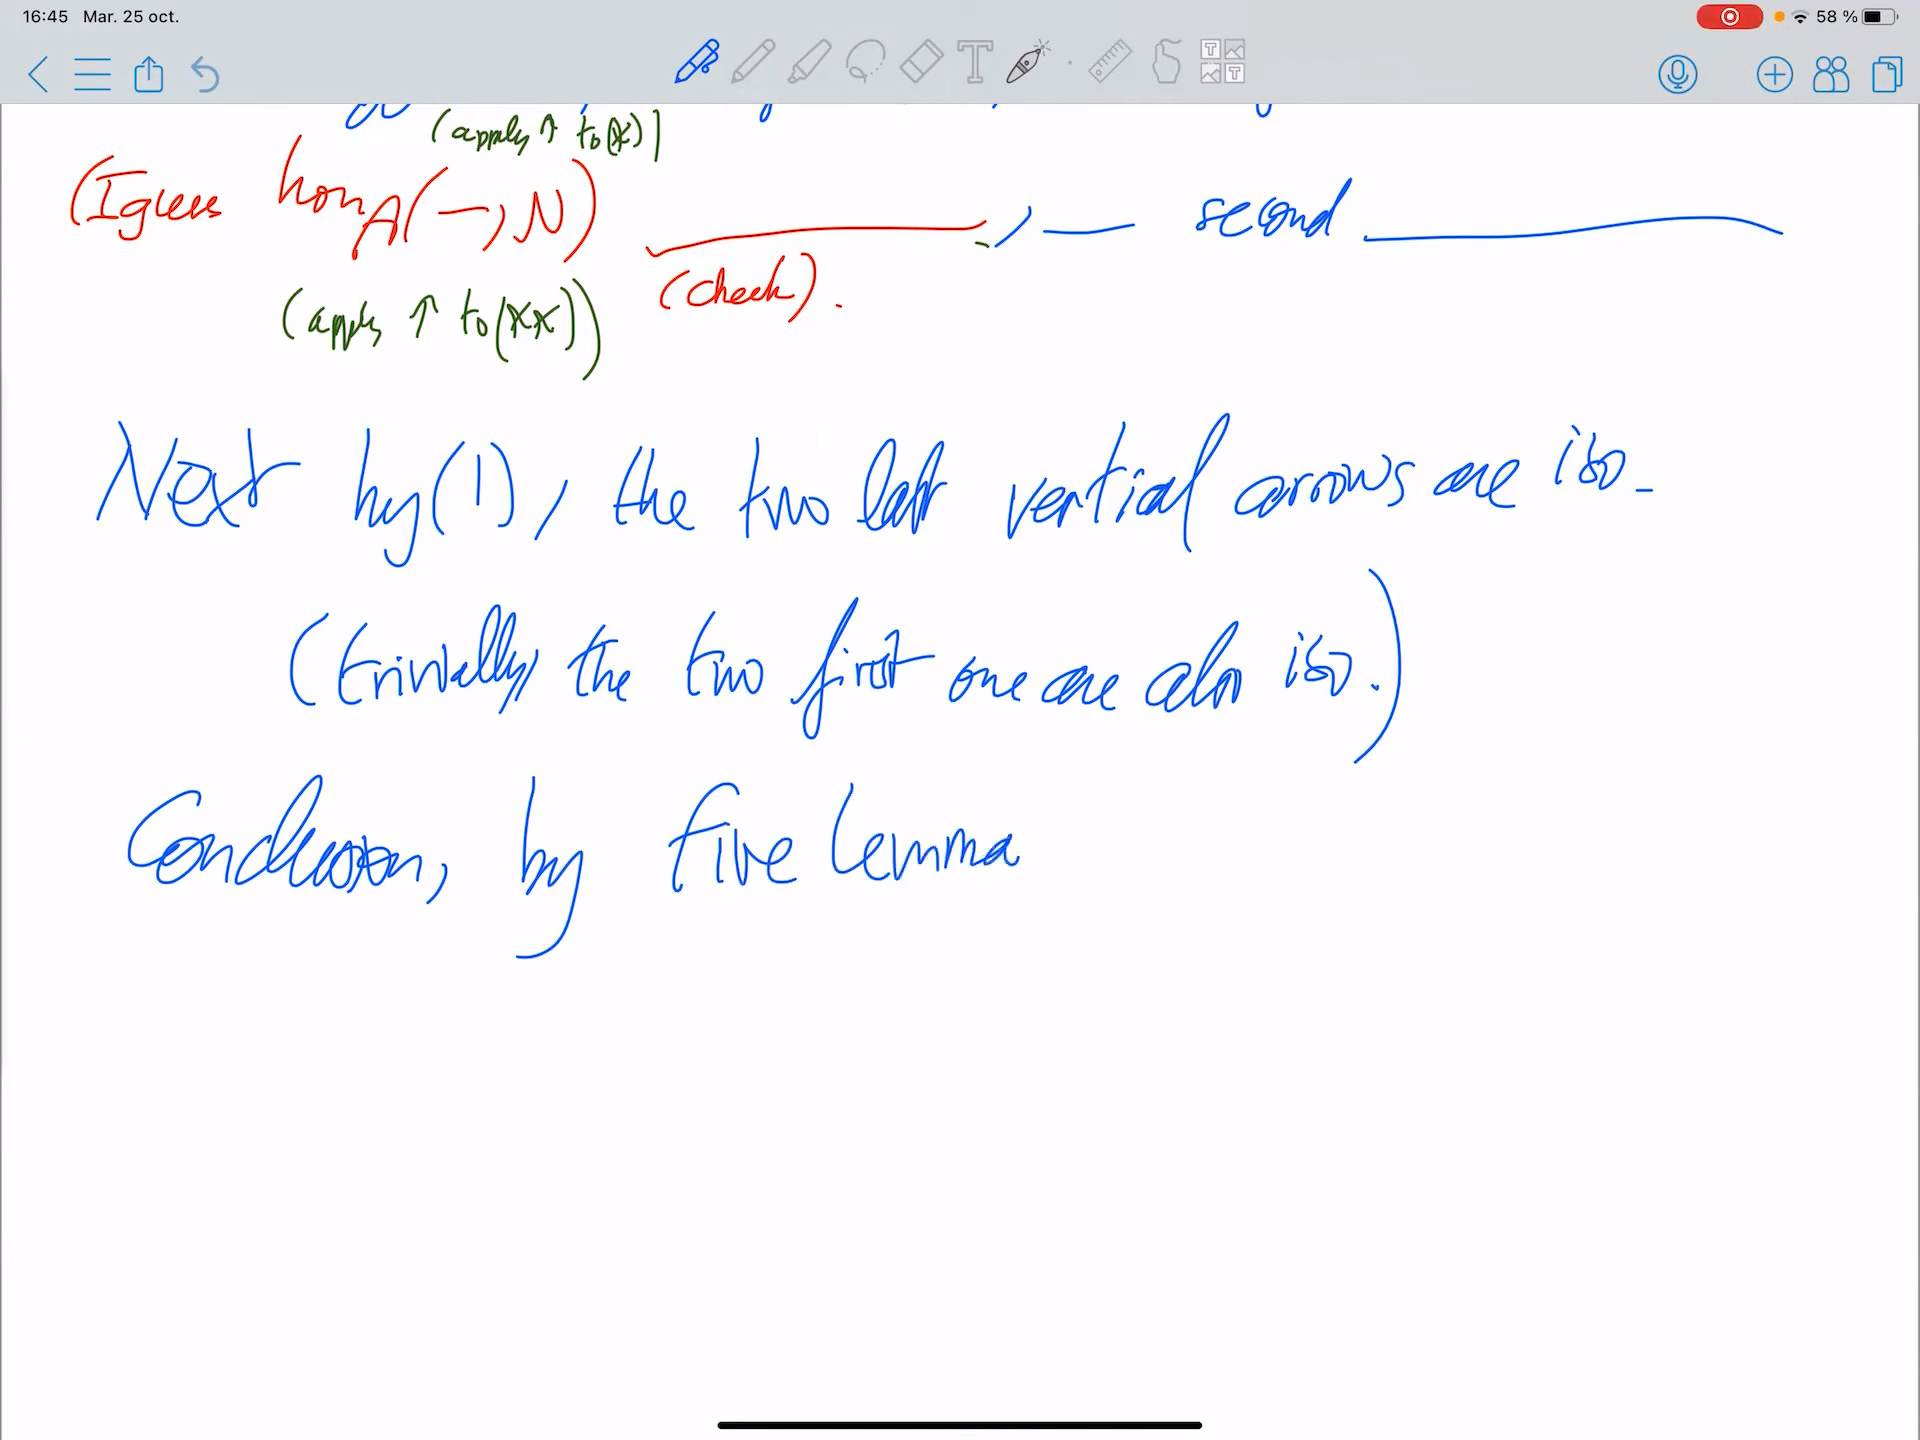 16:45 Mar. 25 oct. 58 %
(apply ↑ to (*))
(I guess hom_A(—, N) ———, — second ———
(check).
(apply ↑ to (**))
Next by (1), the two last vertical arrows are iso.
(trivially, the two first one are also iso.)
Conclusion, by five lemma